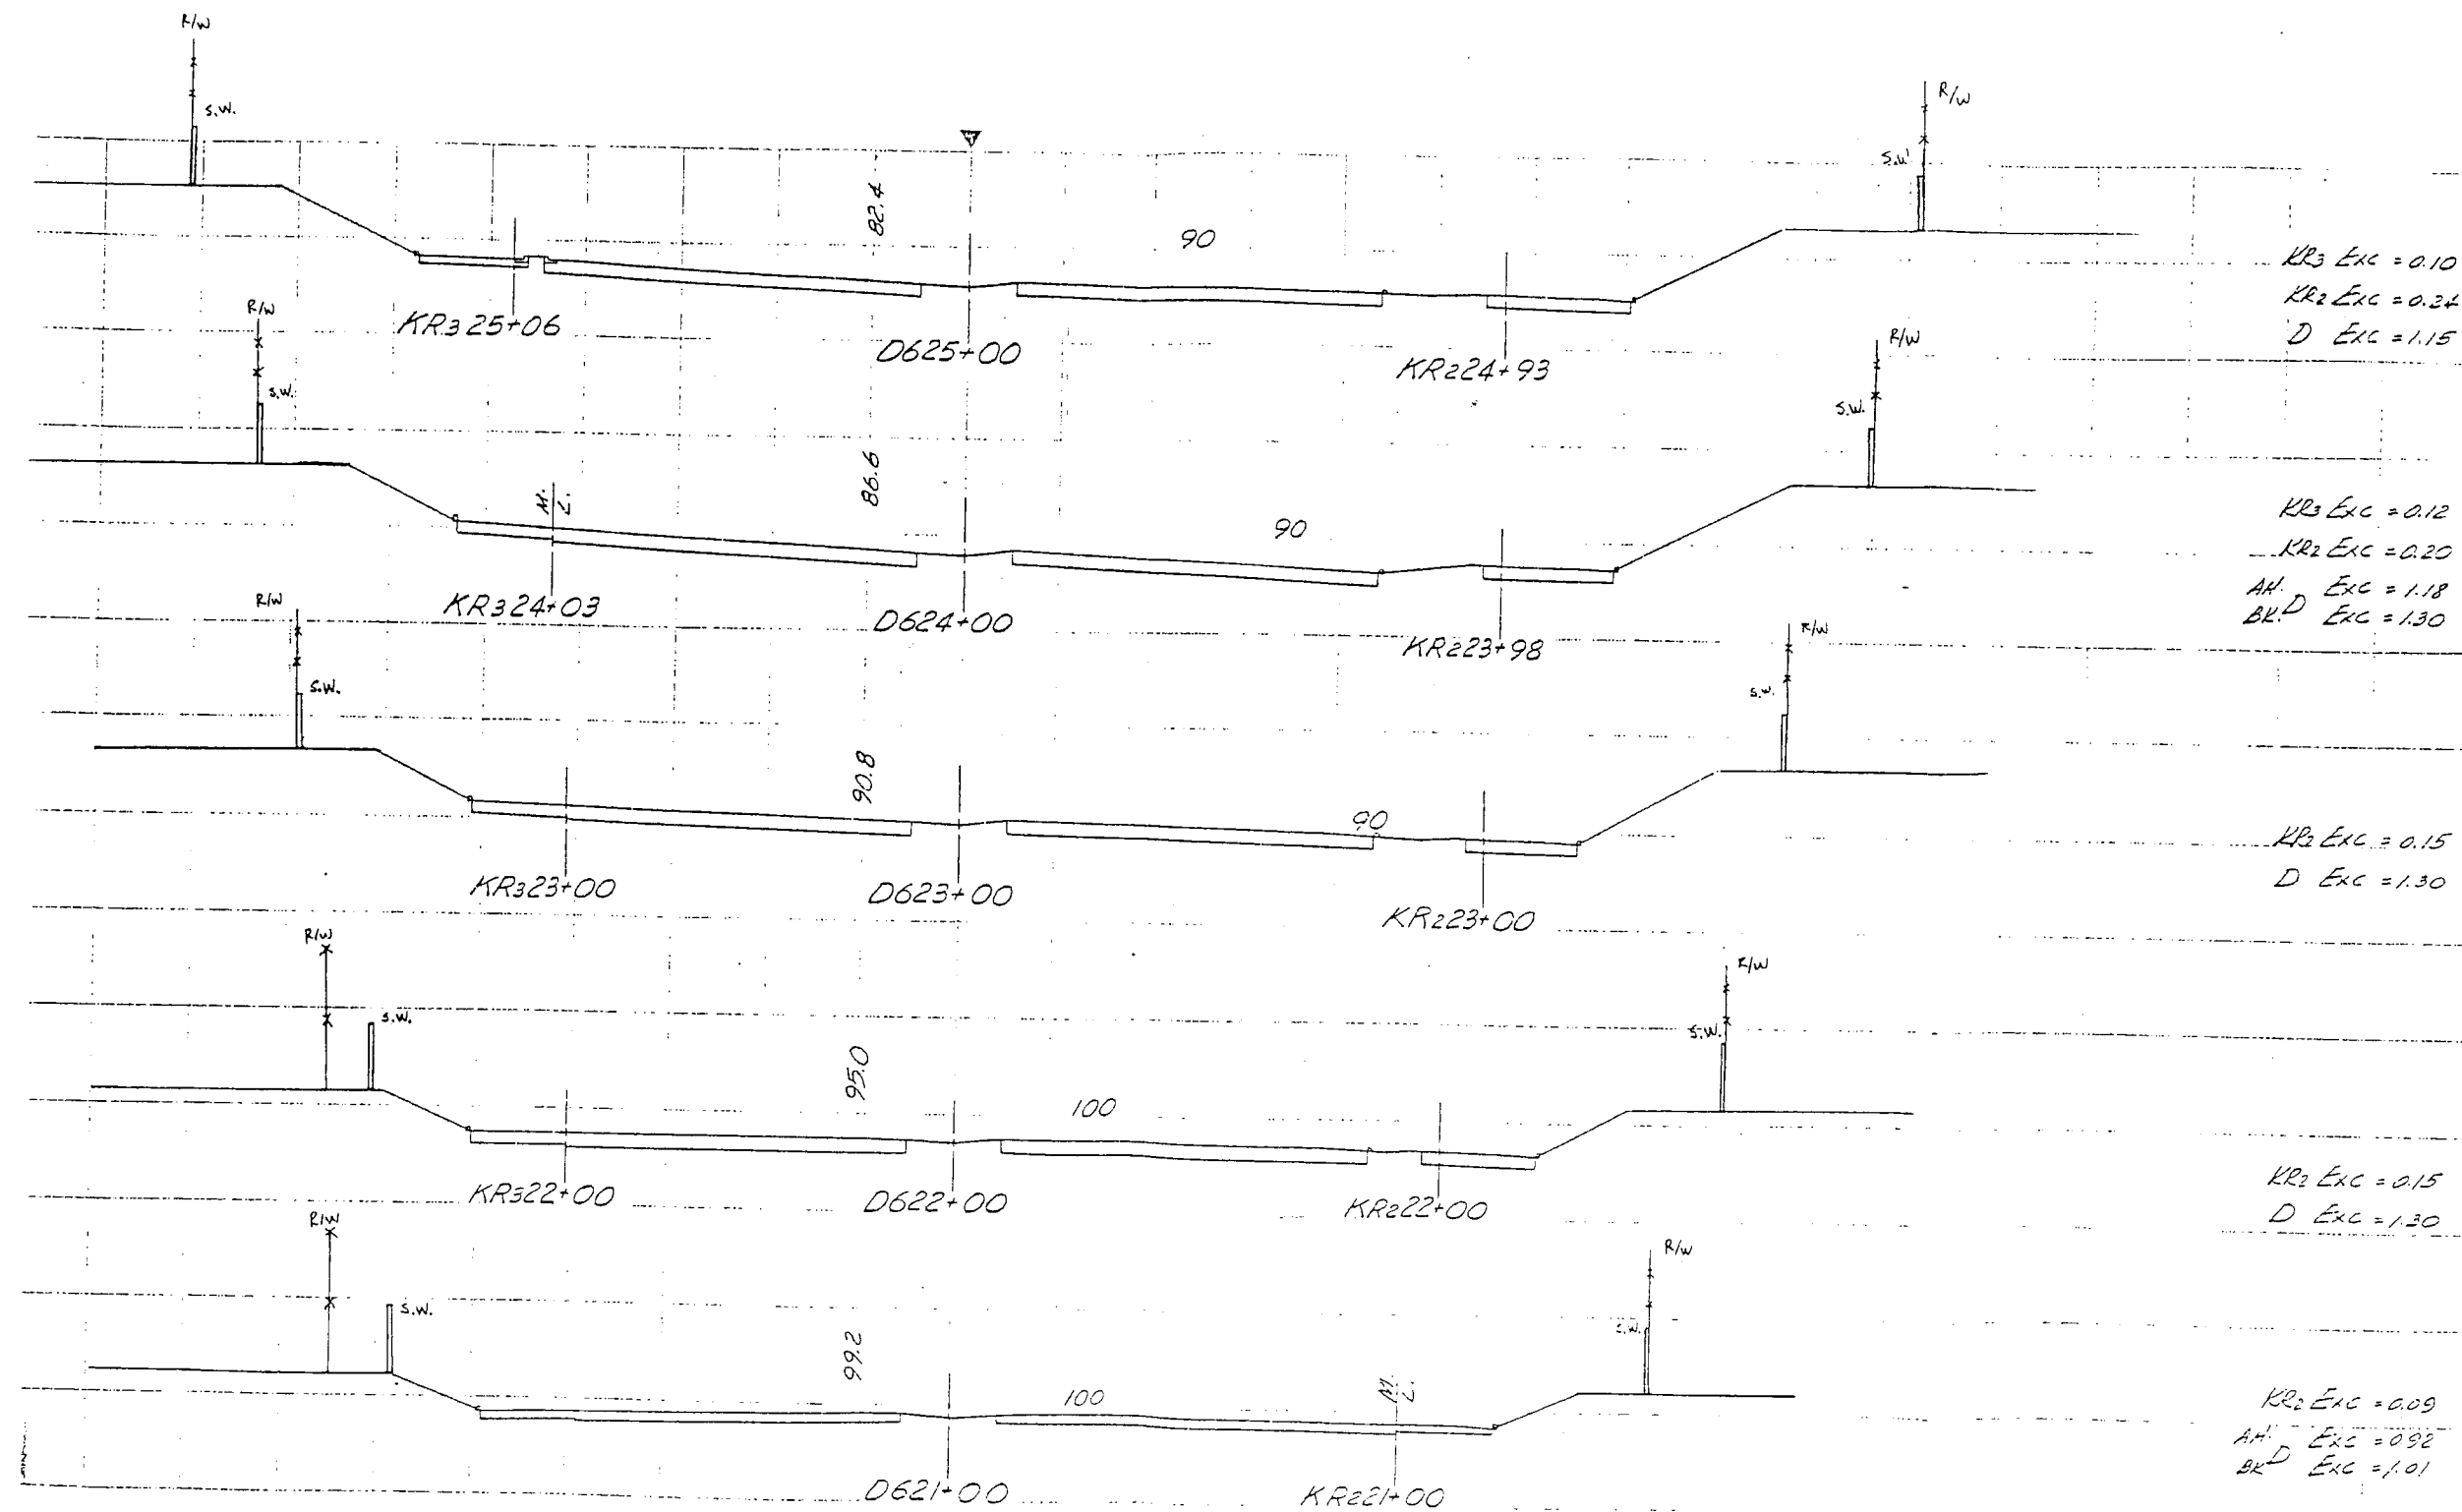 R/W
S.W.
R/W
S.W
82.4
90
KR3 25+06
D625+00
KR2 24+93
KR3 Exc = 0.10
KR2 Exc = 0.24
D Exc = 1.15
R/W
S.W.
R/W
S.W.
86.6
90
KR3 24+03
D624+00
KR2 23+98
KR3 Exc = 0.12
KR2 Exc = 0.20
AH. D Exc = 1.18
BK. Exc = 1.30
R/W
S.W.
R/W
S.W.
90.8
90
KR3 23+00
D623+00
KR2 23+00
KR2 Exc = 0.15
D Exc = 1.30
R/W
S.W.
R/W
S.W.
95.0
100
KR3 22+00
D622+00
KR2 22+00
KR2 Exc = 0.15
D Exc = 1.30
R/W
S.W.
R/W
S.W.
99.2
100
D621+00
KR2 21+00
KR2 Exc = 0.09
AH. D Exc = 0.92
BK Exc = 1.01